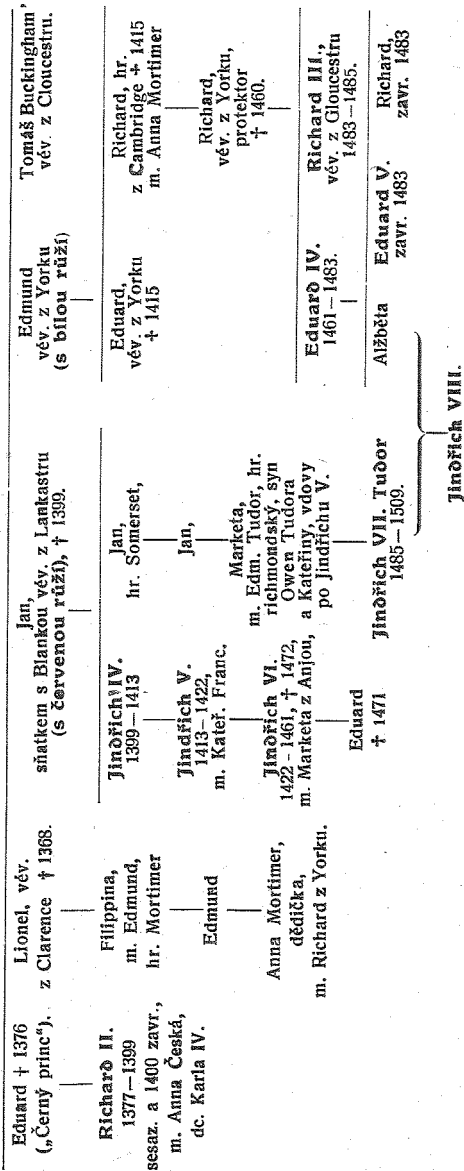 Eduard † 1376
(„Černý princ“).
Richard II.
1377—1399
sesaz. a 1400 zavr.,
m. Anna Česká,
dc. Karla IV.
Lionel, vév.
z Clarence † 1368.
Filippina,
m. Edmund,
hr. Mortimer
Edmund
Anna Mortimer,
dědička,
m. Richard z Yorku.
Jan,
sňatkem s Blankou vév. z Lankastru
(s červenou růží), † 1399.
Jindřich IV.
1399—1413
Jindřich V.
1413—1422,
m. Kateř. Franc.
Jindřich VI.
1422-1461, † 1472,
m. Marketa z Anjou,
Eduard
† 1471
Jan,
hr. Somerset,
Jan,
Marketa,
m. Edm. Tudor, hr.
richmondský, syn
Owen Tudora
a Kateřiny, vdovy
po Jindřichu V.
Jindřich VII. Tudor
1485—1509.
Edmund
vév. z Yorku
(s bílou růží)
Eduard,
vév. z Yorku
† 1415
Richard, hr.
z Cambridge † 1415
m. Anna Mortimer
Richard,
vév. z Yorku,
protektor
† 1460.
Eduard IV.
1461—1483.
Richard III.,
vév. z Gloucestru
1483—1485.
Alžběta
Eduard V.
zavr. 1483
Richard,
zavr. 1483
Jindřich VIII.
Tomáš Buckingham,
vév. z Cloucestru.